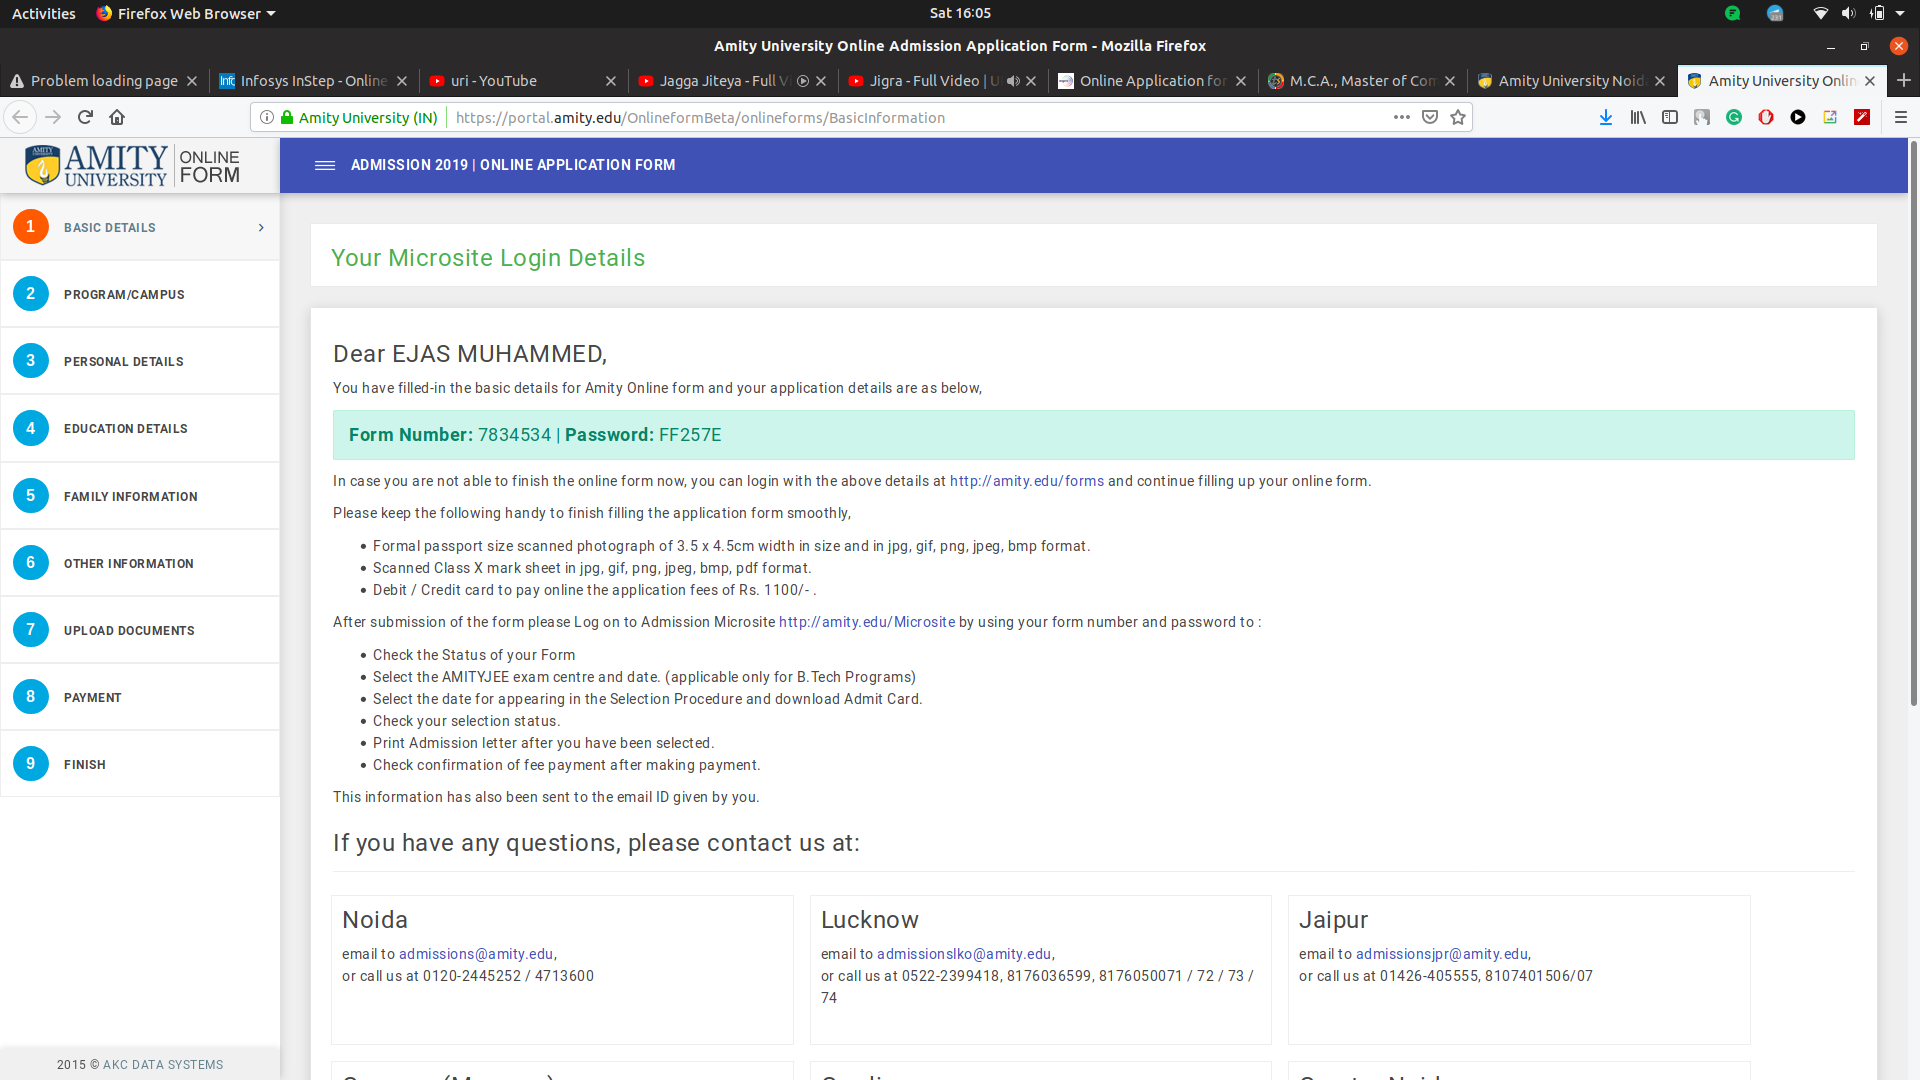 Activities
Firefox Web Browser
Sat 16:05
Amity University Online Admission Application Form - Mozilla Firefox
Problem loading page
Infosys InStep - Online
uri - YouTube
Jagga Jiteya - Full Vi
Jigra - Full Video | U
Online Application for
M.C.A., Master of Com
Amity University Noid
Amity University Onlin
Amity University (IN)
https://portal.amity.edu/OnlineformBeta/onlineforms/BasicInformation
AMITY UNIVERSITY
ONLINE FORM
ADMISSION 2019 | ONLINE APPLICATION FORM
1 BASIC DETAILS
2 PROGRAM/CAMPUS
3 PERSONAL DETAILS
4 EDUCATION DETAILS
5 FAMILY INFORMATION
6 OTHER INFORMATION
7 UPLOAD DOCUMENTS
8 PAYMENT
9 FINISH
2015 © AKC DATA SYSTEMS
Your Microsite Login Details
Dear EJAS MUHAMMED,
You have filled-in the basic details for Amity Online form and your application details are as below,
Form Number: 7834534 | Password: FF257E
In case you are not able to finish the online form now, you can login with the above details at http://amity.edu/forms and continue filling up your online form.
Please keep the following handy to finish filling the application form smoothly,
• Formal passport size scanned photograph of 3.5 x 4.5cm width in size and in jpg, gif, png, jpeg, bmp format.
• Scanned Class X mark sheet in jpg, gif, png, jpeg, bmp, pdf format.
• Debit / Credit card to pay online the application fees of Rs. 1100/- .
After submission of the form please Log on to Admission Microsite http://amity.edu/Microsite by using your form number and password to :
• Check the Status of your Form
• Select the AMITYJEE exam centre and date. (applicable only for B.Tech Programs)
• Select the date for appearing in the Selection Procedure and download Admit Card.
• Check your selection status.
• Print Admission letter after you have been selected.
• Check confirmation of fee payment after making payment.
This information has also been sent to the email ID given by you.
If you have any questions, please contact us at:
Noida
email to admissions@amity.edu,
or call us at 0120-2445252 / 4713600
Lucknow
email to admissionslko@amity.edu,
or call us at 0522-2399418, 8176036599, 8176050071 / 72 / 73 /
74
Jaipur
email to admissionsjpr@amity.edu,
or call us at 01426-405555, 8107401506/07